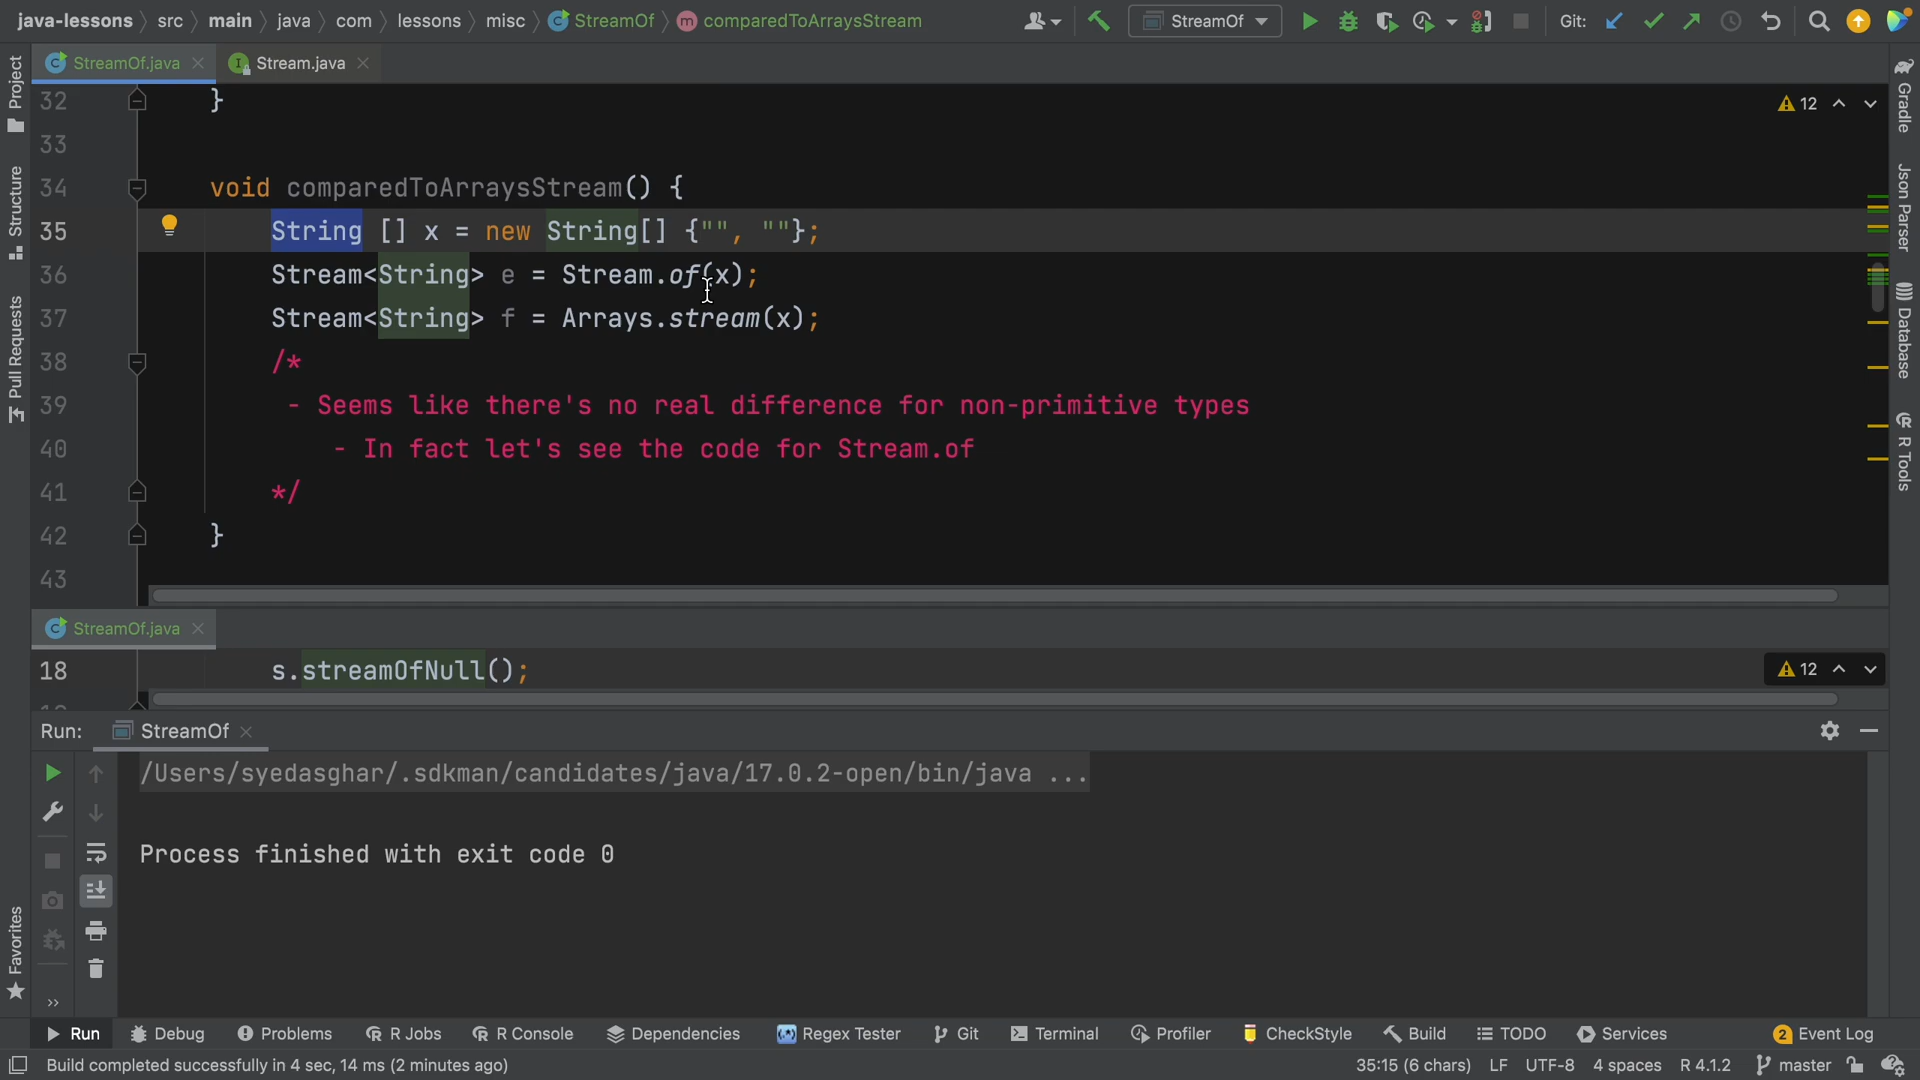 java-lessons src main java com lessons misc StreamOf comparedToArraysStream StreamOf Git:
StreamOf.java Stream.java
Project
Structure
Pull Requests
Favorites
Gradle
Json Parser
Database
R Tools
12
32 }
33
34 void comparedToArraysStream() {
35 String [] x = new String[] {"", ""};
36 Stream<String> e = Stream.of(x);
37 Stream<String> f = Arrays.stream(x);
38 /*
39 - Seems like there's no real difference for non-primitive types
40 - In fact let's see the code for Stream.of
41 */
42 }
43
StreamOf.java
18 s.streamOfNull();
12
Run: StreamOf
/Users/syedasghar/.sdkman/candidates/java/17.0.2-open/bin/java ...
Process finished with exit code 0
Run Debug Problems R Jobs R Console Dependencies Regex Tester Git Terminal Profiler CheckStyle Build TODO Services 2 Event Log
Build completed successfully in 4 sec, 14 ms (2 minutes ago) 35:15 (6 chars) LF UTF-8 4 spaces R 4.1.2 master